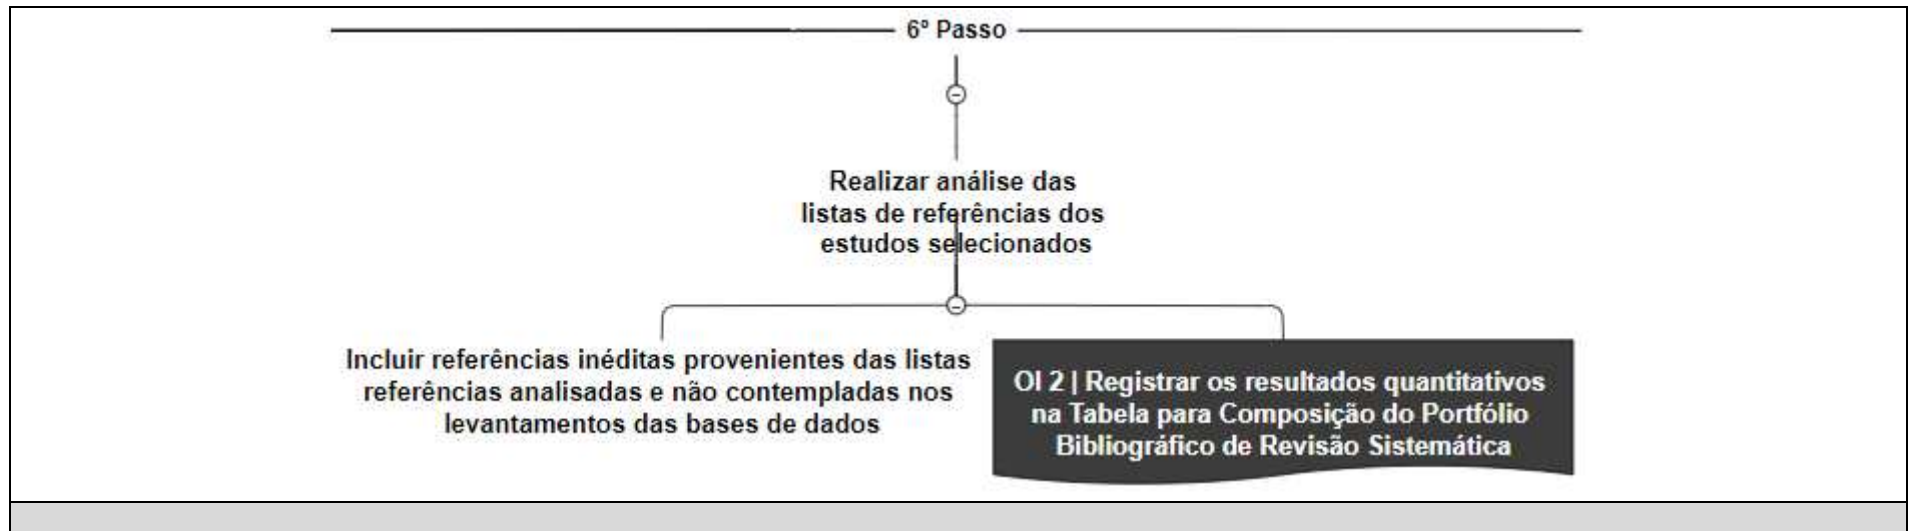 6º Passo
Realizar análise das
listas de referências dos
estudos selecionados
Incluir referências inéditas provenientes das listas
referências analisadas e não contempladas nos
levantamentos das bases de dados
OI 2 | Registrar os resultados quantitativos
na Tabela para Composição do Portfólio
Bibliográfico de Revisão Sistemática